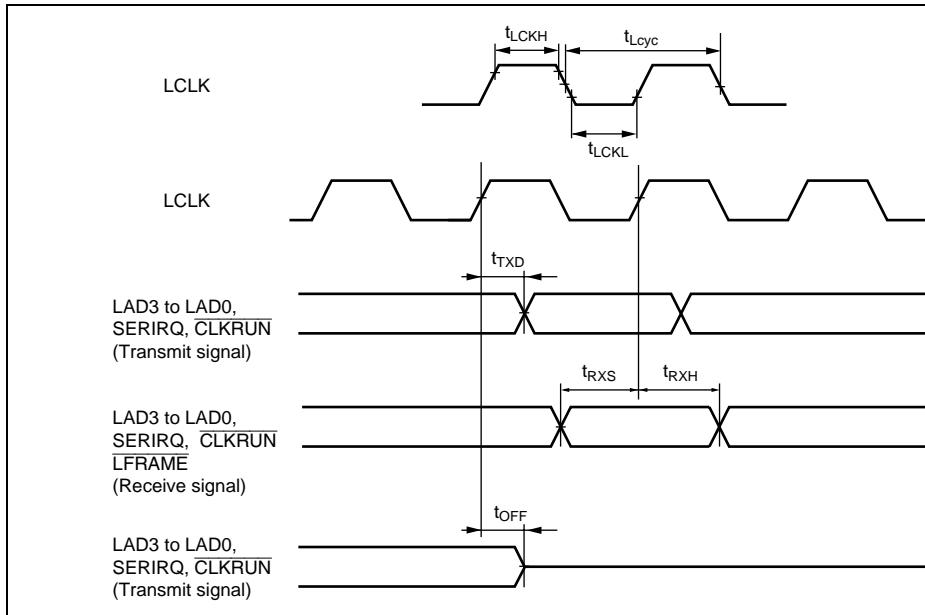 tLCKH
tLcyc
LCLK
tLCKL
LCLK
tTXD
LAD3 to LAD0,
SERIRQ, CLKRUN
(Transmit signal)
tRXS
tRXH
LAD3 to LAD0,
SERIRQ, CLKRUN
LFRAME
(Receive signal)
tOFF
LAD3 to LAD0,
SERIRQ, CLKRUN
(Transmit signal)